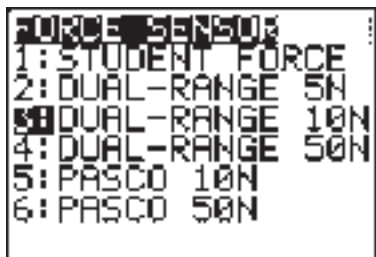 FORCE SENSOR
1:STUDENT FORCE
2:DUAL-RANGE 5N
3:DUAL-RANGE 10N
4:DUAL-RANGE 50N
5:PASCO 10N
6:PASCO 50N